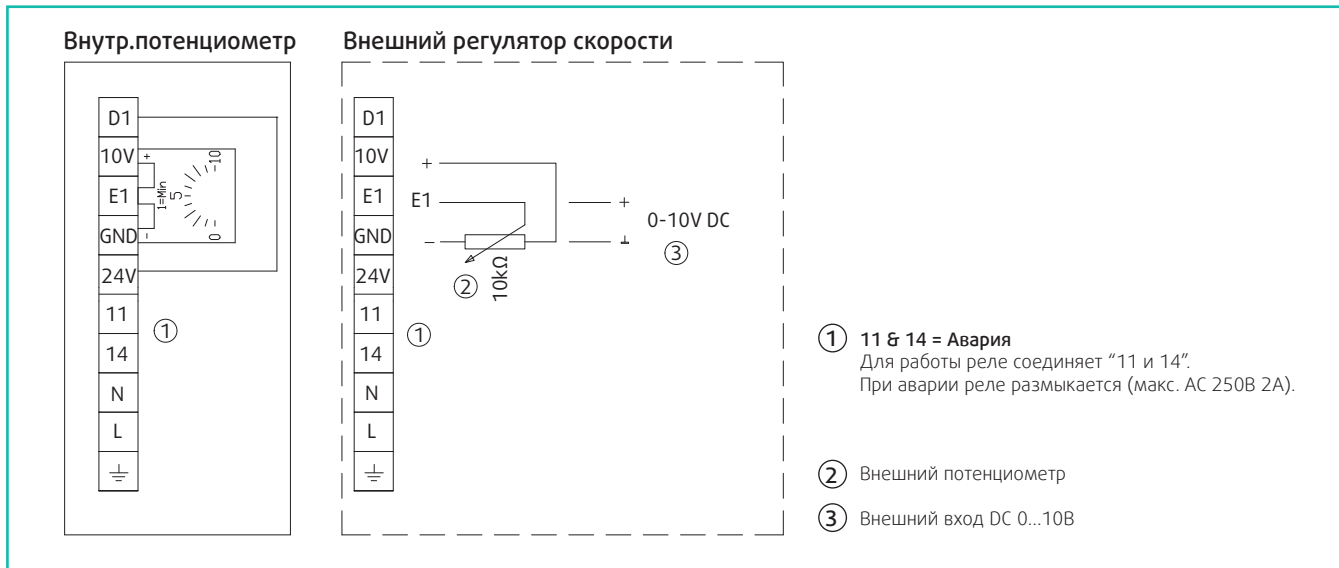 Внутр.потенциометр
D1
10V
E1
GND
24V
11
14
N
L
+
-
1=Min
0
5
10
1
Внешний регулятор скорости
D1
10V
E1
GND
24V
11
14
N
L
+
E1
–
10kΩ
2
+
0-10V DC
3
1
1 11 & 14 = Авария
Для работы реле соединяет “11 и 14”.
При аварии реле размыкается (макс. AC 250В 2А).
2 Внешний потенциометр
3 Внешний вход DC 0...10В